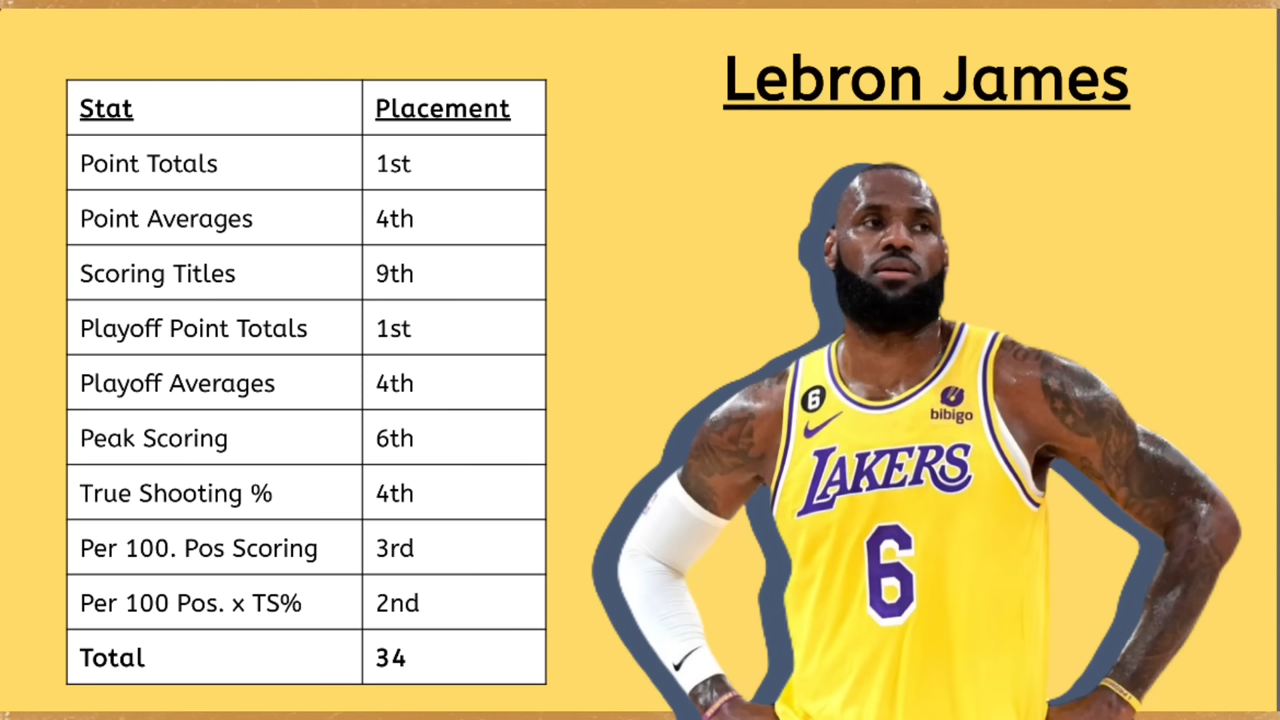 Lebron James
Stat Placement
Point Totals 1st
Point Averages 4th
Scoring Titles 9th
Playoff Point Totals 1st
Playoff Averages 4th
Peak Scoring 6th
True Shooting % 4th
Per 100. Pos Scoring 3rd
Per 100 Pos. x TS% 2nd
Total 34
6
bibigo
LAKERS
6